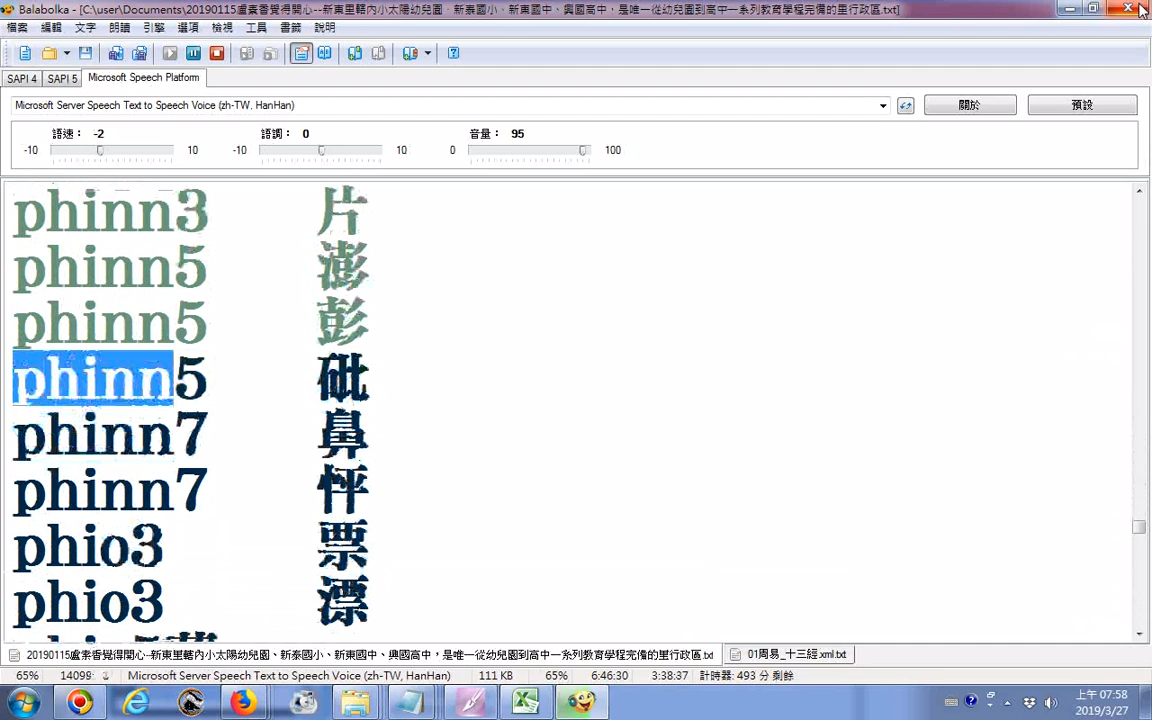 Balabolka - [C:\user\Documents\20190115盧素香覺得開心--新東里轄內小太陽幼兒園、新泰國小、新東國中、興國高中，是唯一從幼兒園到高中一系列教育學程完備的里行政區.txt]
檔案 編輯 文字 朗讀 引擎 選項 檢視 工具 書籤 說明
SAPI 4 SAPI 5 Microsoft Speech Platform
Microsoft Server Speech Text to Speech Voice (zh-TW, HanHan) 關於 預設
語速： -2 語調： 0 音量： 95
-10 10 -10 10 0 100
phinn3 片
phinn5 澎
phinn5 彭
phinn5 砒
phinn7 鼻
phinn7 怦
phio3 票
phio3 漂
20190115盧素香覺得開心--新東里轄內小太陽幼兒園、新泰國小、新東國中、興國高中，是唯一從幼兒園到高中一系列教育學程完備的里行政區.txt 01周易_十三經.xml.txt
65% 14099: Microsoft Server Speech Text to Speech Voice (zh-TW, HanHan) 111 KB 65% 6:46:30 3:38:37 計時器: 493 分 剩餘
上午 07:58
2019/3/27